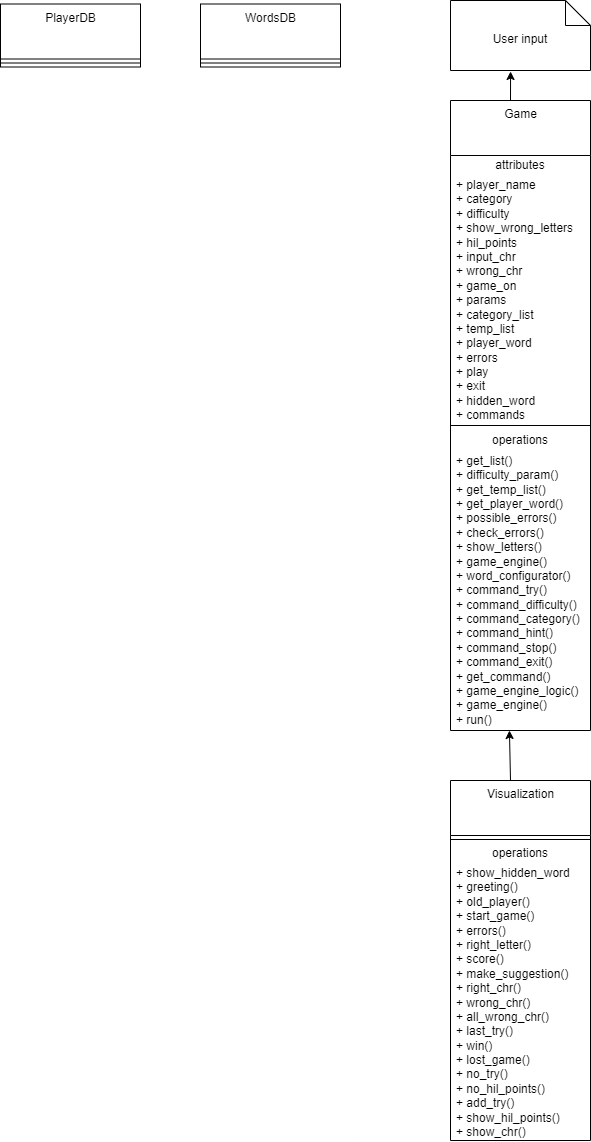 PlayerDB
WordsDB
User input
Game
attributes
+ player_name
+ category
+ difficulty
+ show_wrong_letters
+ hil_points
+ input_chr
+ wrong_chr
+ game_on
+ params
+ category_list
+ temp_list
+ player_word
+ errors
+ play
+ exit
+ hidden_word
+ commands
operations
+ get_list()
+ difficulty_param()
+ get_temp_list()
+ get_player_word()
+ possible_errors()
+ check_errors()
+ show_letters()
+ game_engine()
+ word_configurator()
+ command_try()
+ command_difficulty()
+ command_category()
+ command_hint()
+ command_stop()
+ command_exit()
+ get_command()
+ game_engine_logic()
+ game_engine()
+ run()
Visualization
operations
+ show_hidden_word
+ greeting()
+ old_player()
+ start_game()
+ errors()
+ right_letter()
+ score()
+ make_suggestion()
+ right_chr()
+ wrong_chr()
+ all_wrong_chr()
+ last_try()
+ win()
+ lost_game()
+ no_try()
+ no_hil_points()
+ add_try()
+ show_hil_points()
+ show_chr()